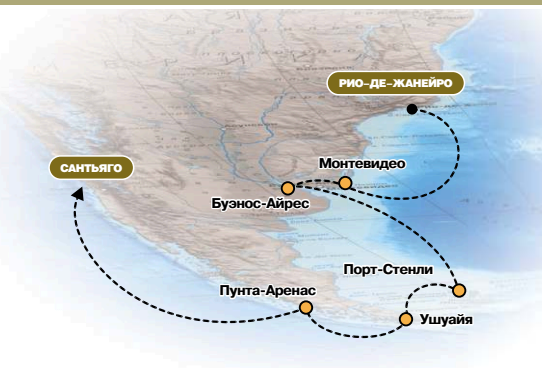 РИО-ДЕ-ЖАНЕЙРО
САНТЬЯГО
Монтевидео
Буэнос-Айрес
Порт-Стенли
Пунта-Аренас
Ушуайя